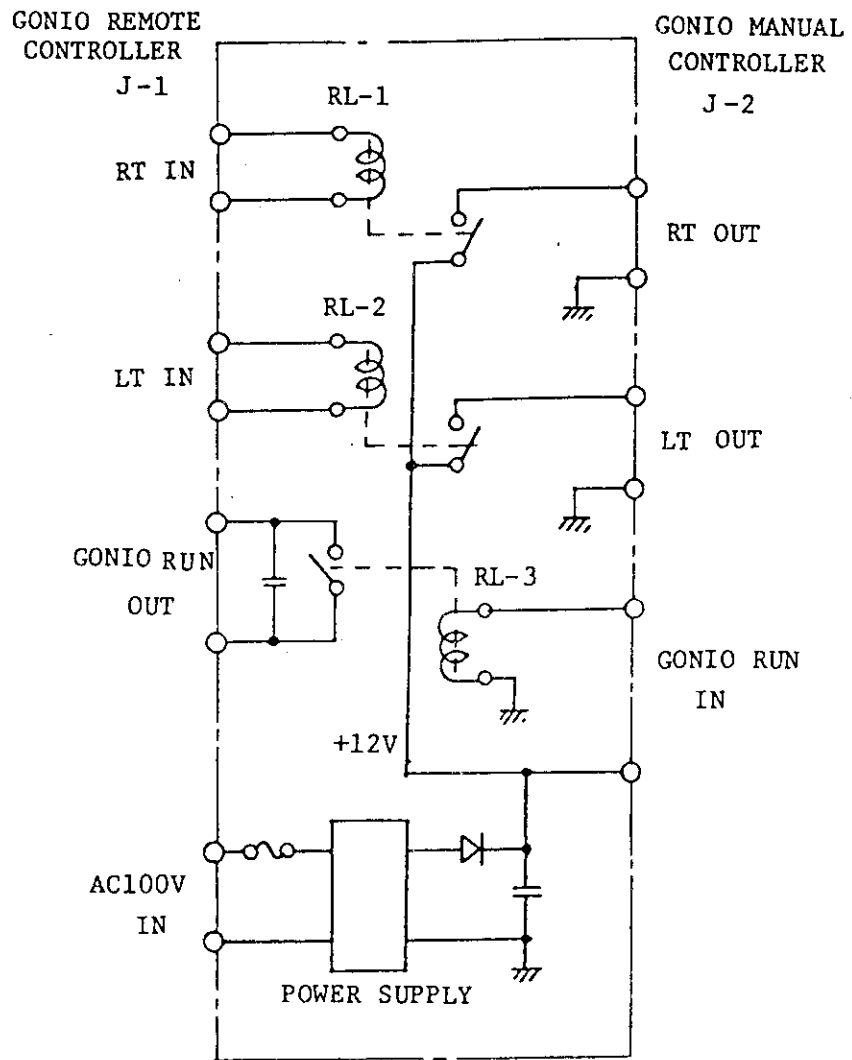 GONIO REMOTE
CONTROLLER
J-1
GONIO MANUAL
CONTROLLER
J-2
RL-1
RT IN
RT OUT
RL-2
LT IN
LT OUT
GONIO RUN
OUT
RL-3
GONIO RUN
IN
+12V
AC100V
IN
POWER SUPPLY